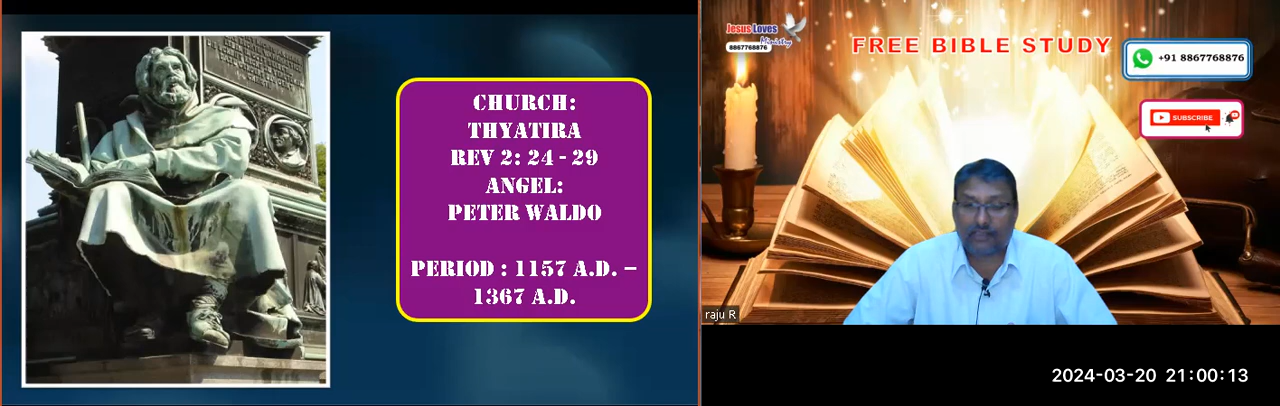 CHURCH:
THYATIRA
REV 2: 24 - 29
ANGEL:
PETER WALDO
PERIOD : 1157 A.D. –
1367 A.D.
Jesus Loves
Ministry
8867768876
FREE BIBLE STUDY
+91 8867768876
SUBSCRIBE
raju R
2024-03-20 21:00:13